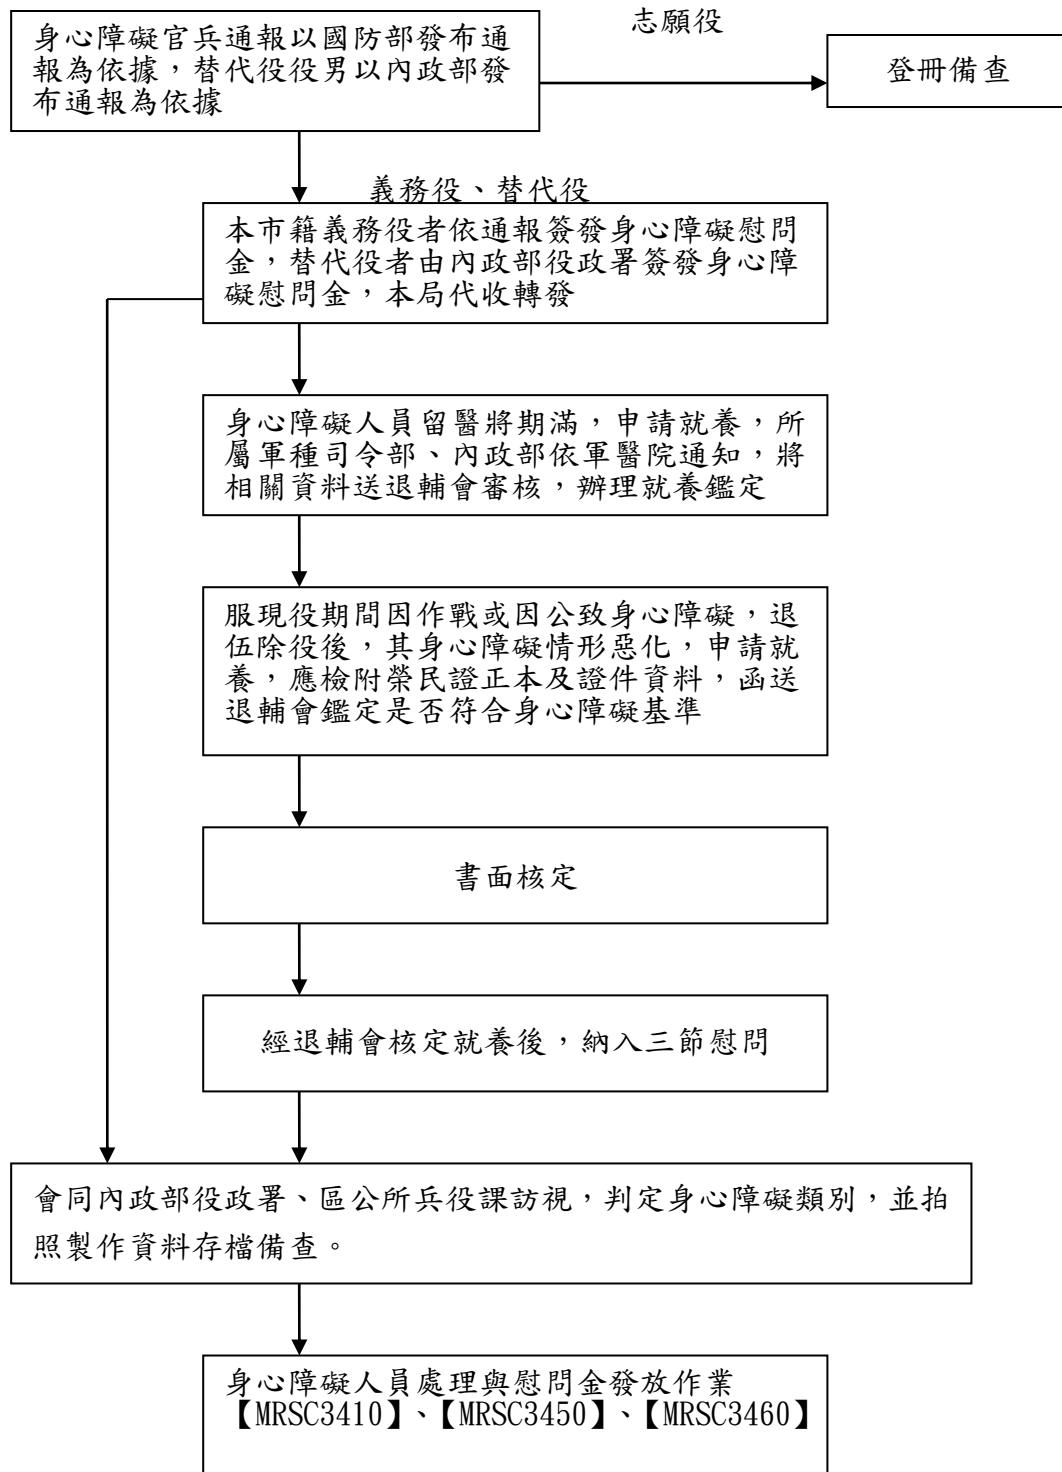 志願役
身心障礙官兵通報以國防部發布通
報為依據，替代役役男以內政部發
布通報為依據
登冊備查
義務役、替代役
本市籍義務役者依通報簽發身心障礙慰問
金，替代役者由內政部役政署簽發身心障
礙慰問金，本局代收轉發
身心障礙人員留醫將期滿，申請就養，所
屬軍種司令部、內政部依軍醫院通知，將
相關資料送退輔會審核，辦理就養鑑定
服現役期間因作戰或因公致身心障礙，退
伍除役後，其身心障礙情形惡化，申請就
養，應檢附榮民證正本及證件資料，函送
退輔會鑑定是否符合身心障礙基準
書面核定
經退輔會核定就養後，納入三節慰問
會同內政部役政署、區公所兵役課訪視，判定身心障礙類別，並拍
照製作資料存檔備查。
身心障礙人員處理與慰問金發放作業
【MRSC3410】、【MRSC3450】、【MRSC3460】